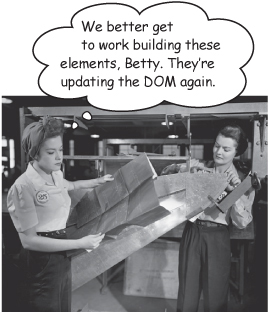 We better get
to work building these
elements, Betty. They're
updating the DOM again.